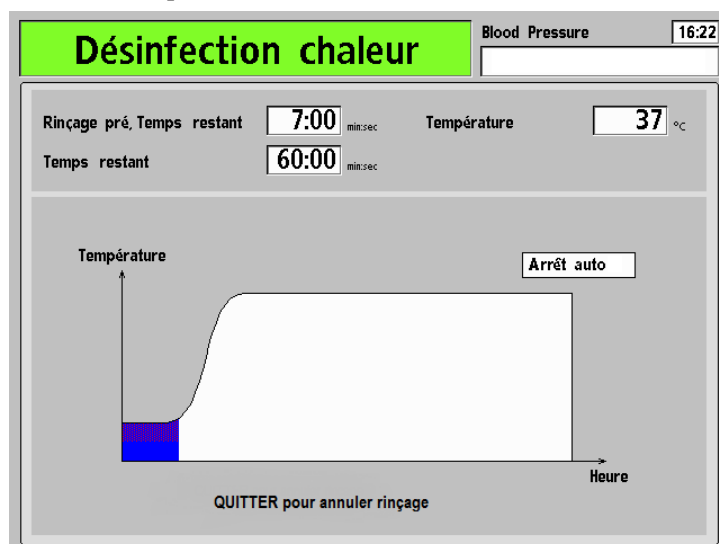 Désinfection chaleur
Blood Pressure 16:22
Rinçage pré, Temps restant 7:00 min:sec Température 37 °C
Temps restant 60:00 min:sec
Température
Arrêt auto
Heure
QUITTER pour annuler rinçage